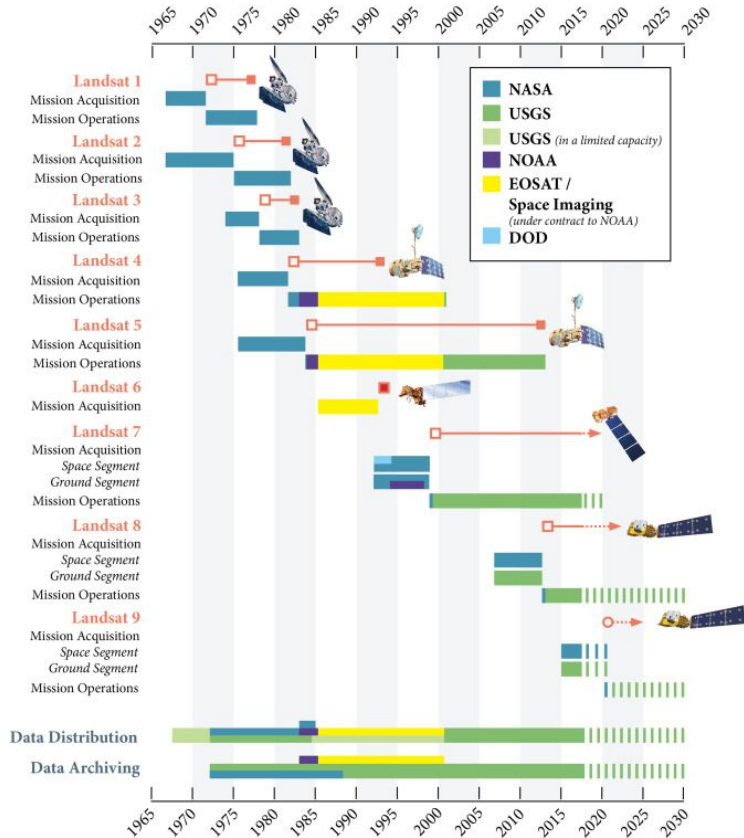 1965 1970 1975 1980 1985 1990 1995 2000 2005 2010 2015 2020 2025 2030
Landsat 1
Mission Acquisition
Mission Operations
Landsat 2
Mission Acquisition
Mission Operations
Landsat 3
Mission Acquisition
Mission Operations
Landsat 4
Mission Acquisition
Mission Operations
Landsat 5
Mission Acquisition
Mission Operations
Landsat 6
Mission Acquisition
Landsat 7
Mission Acquisition
Space Segment
Ground Segment
Mission Operations
Landsat 8
Mission Acquisition
Space Segment
Ground Segment
Mission Operations
Landsat 9
Mission Acquisition
Space Segment
Ground Segment
Mission Operations
Data Distribution
Data Archiving
NASA
USGS
USGS (in a limited capacity)
NOAA
EOSAT /
Space Imaging
(under contract to NOAA)
DOD
1965 1970 1975 1980 1985 1990 1995 2000 2005 2010 2015 2020 2025 2030